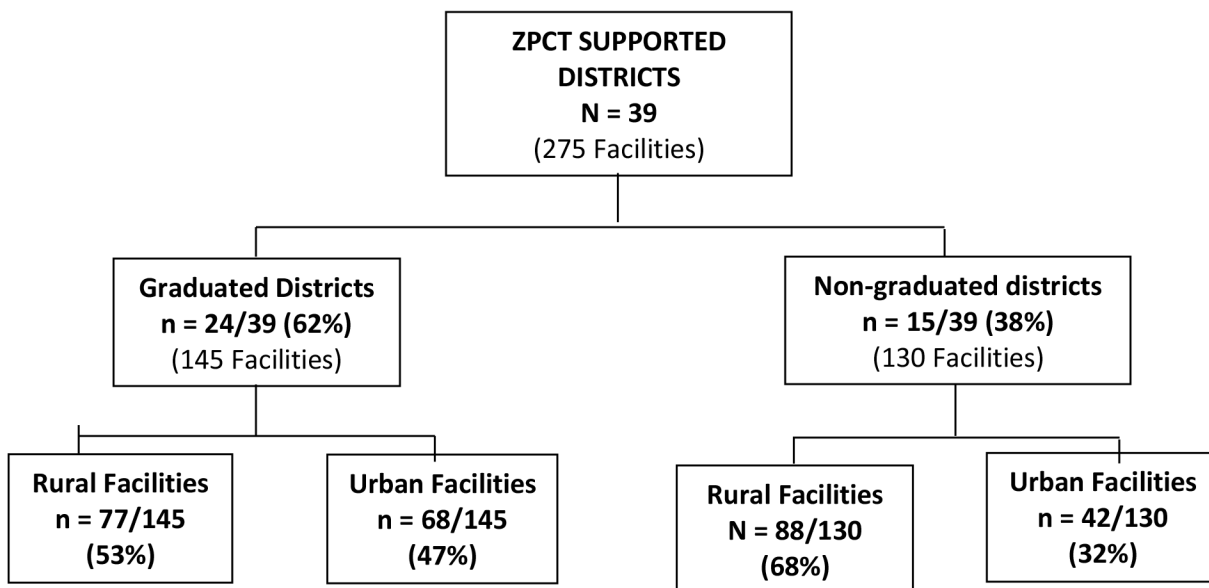 ZPCT SUPPORTED
DISTRICTS
N = 39
(275 Facilities)
Graduated Districts
n = 24/39 (62%)
(145 Facilities)
Non-graduated districts
n = 15/39 (38%)
(130 Facilities)
Rural Facilities
n = 77/145
(53%)
Urban Facilities
n = 68/145
(47%)
Rural Facilities
N = 88/130
(68%)
Urban Facilities
n = 42/130
(32%)